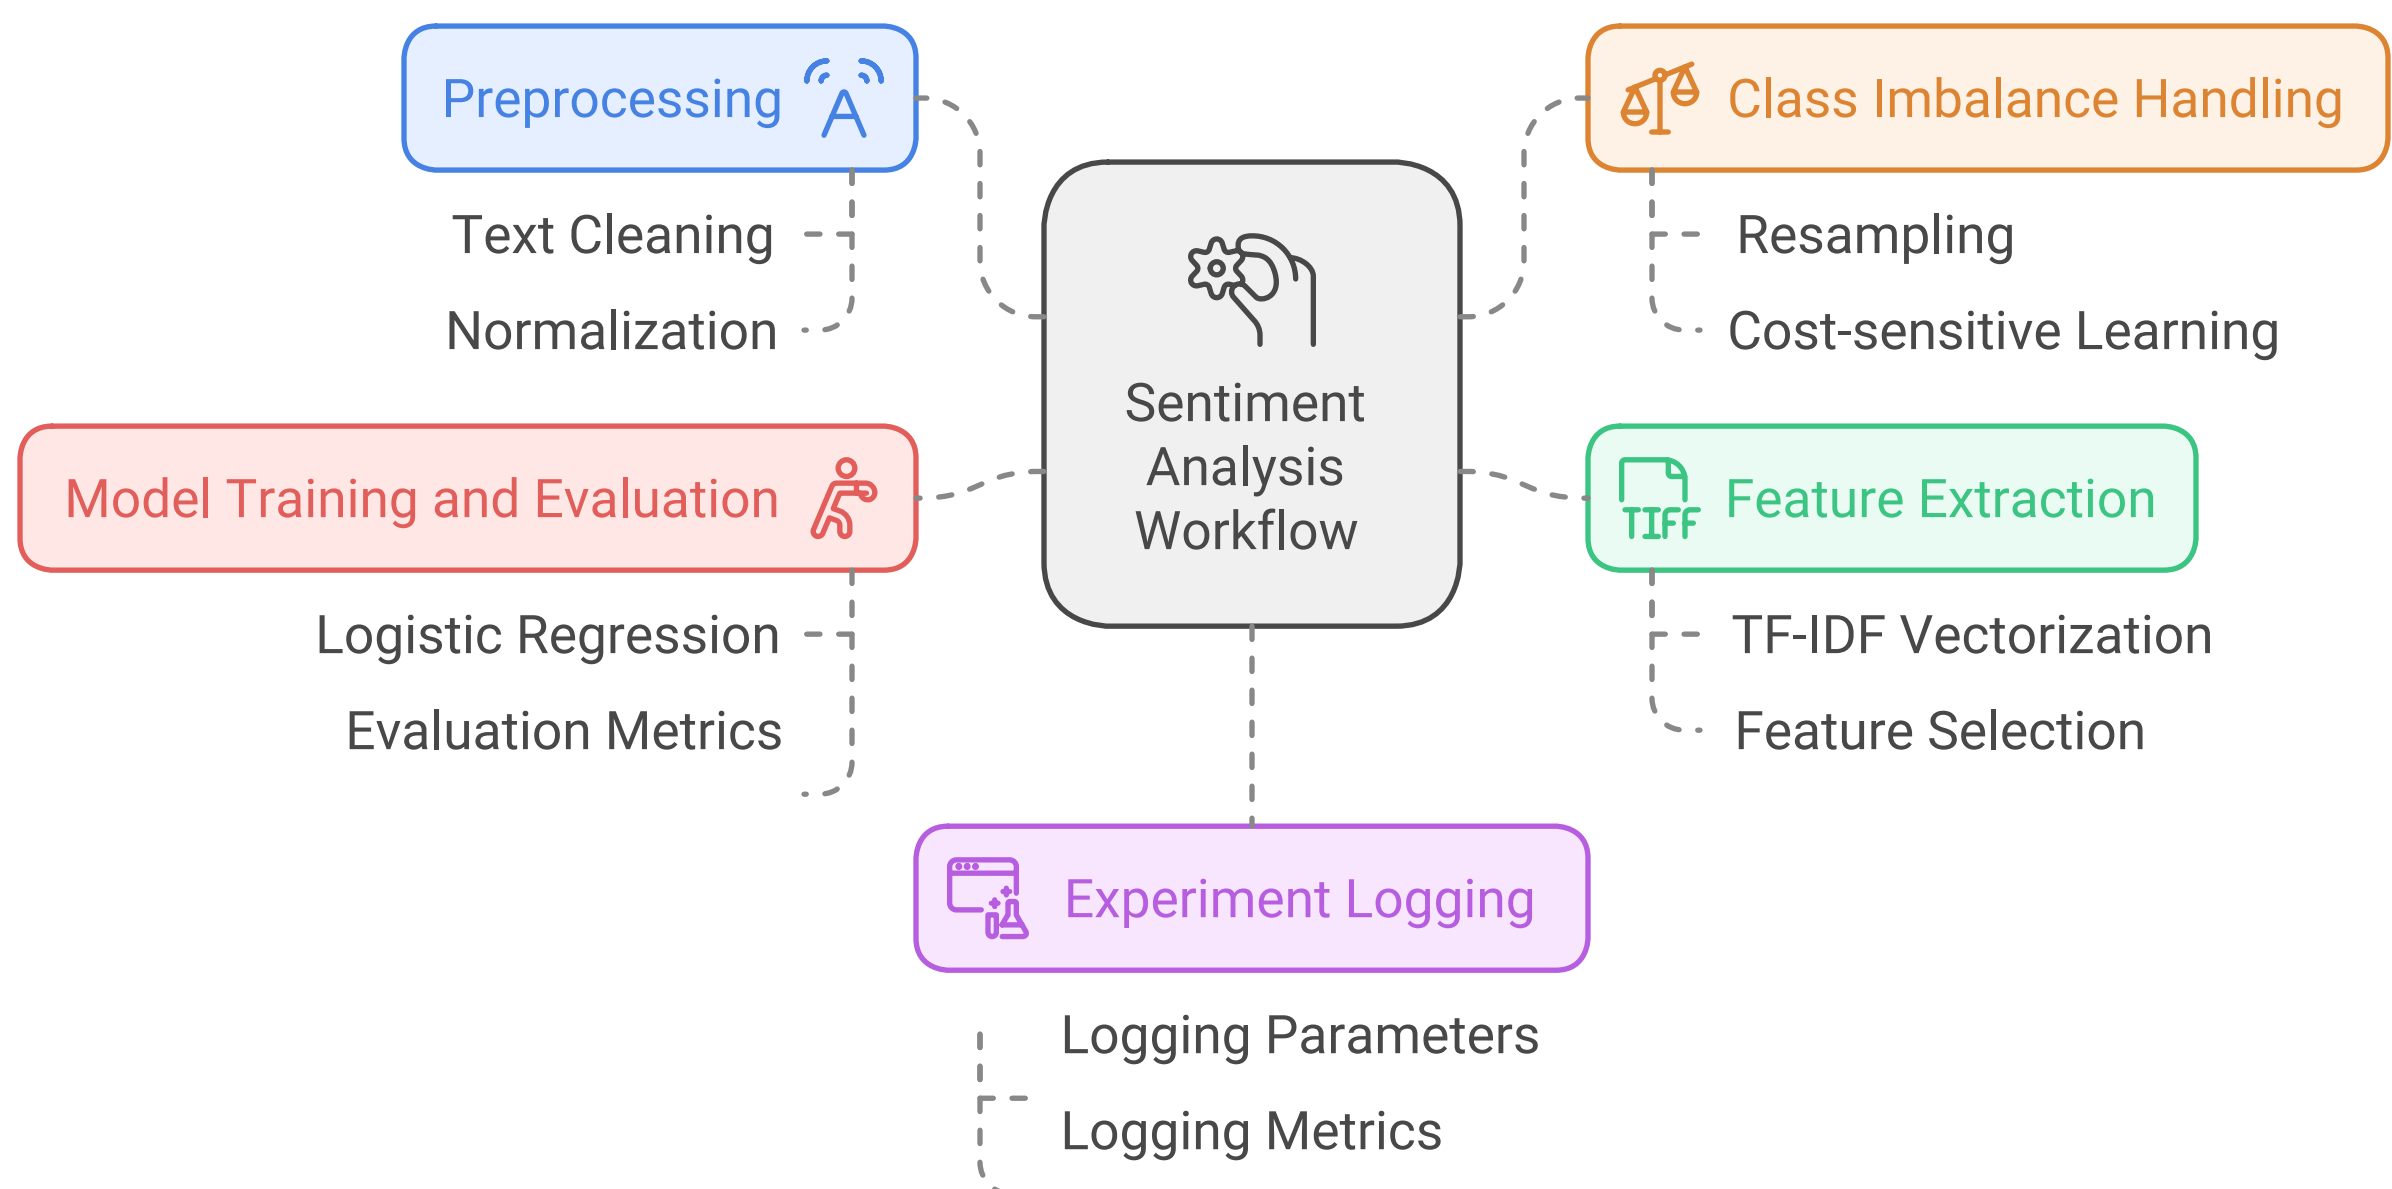 Preprocessing
Text Cleaning
Normalization
Class Imbalance Handling
Resampling
Cost-sensitive Learning
Sentiment
Analysis
Workflow
Model Training and Evaluation
Logistic Regression
Evaluation Metrics
TIFF
Feature Extraction
TF-IDF Vectorization
Feature Selection
Experiment Logging
Logging Parameters
Logging Metrics